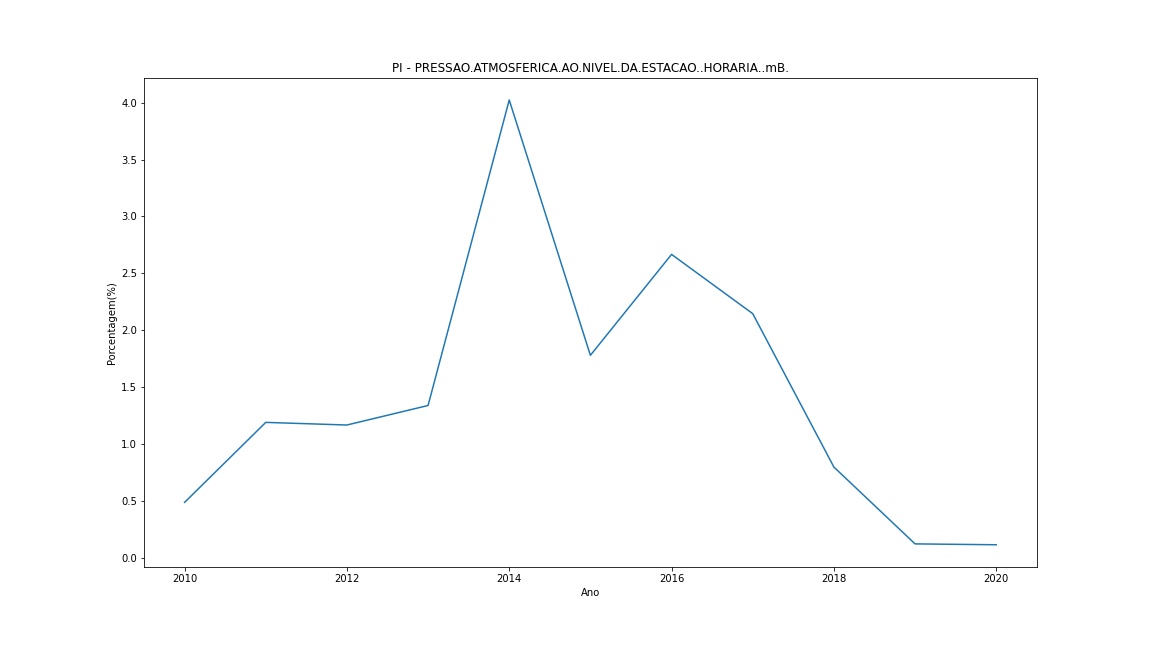 PI - PRESSAO.ATMOSFERICA.AO.NIVEL.DA.ESTACAO..HORARIA..mB.
4.0
3.5
3.0
2.5
2.0
1.5
1.0
0.5
0.0
Porcentagem(%)
2010 2012 2014 2016 2018 2020
Ano